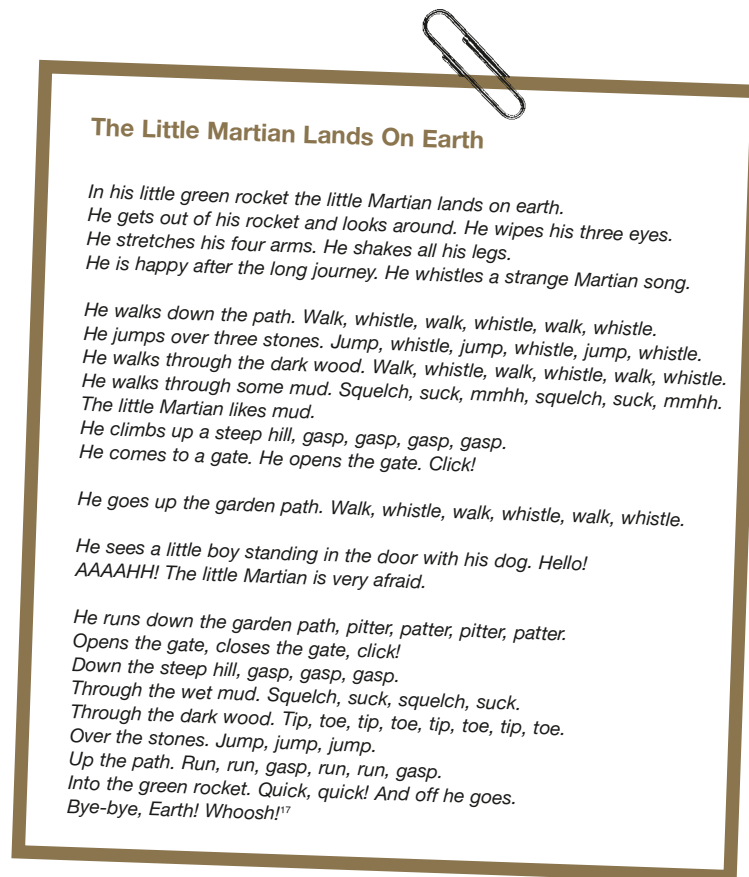 The Little Martian Lands On Earth
In his little green rocket the little Martian lands on earth.
He gets out of his rocket and looks around. He wipes his three eyes.
He stretches his four arms. He shakes all his legs.
He is happy after the long journey. He whistles a strange Martian song.
He walks down the path. Walk, whistle, walk, whistle, walk, whistle.
He jumps over three stones. Jump, whistle, jump, whistle, jump, whistle.
He walks through the dark wood. Walk, whistle, walk, whistle, walk, whistle.
He walks through some mud. Squelch, suck, mmhh, squelch, suck, mmhh.
The little Martian likes mud.
He climbs up a steep hill, gasp, gasp, gasp, gasp.
He comes to a gate. He opens the gate. Click!
He goes up the garden path. Walk, whistle, walk, whistle, walk, whistle.
He sees a little boy standing in the door with his dog. Hello!
AAAAHH! The little Martian is very afraid.
He runs down the garden path, pitter, patter, pitter, patter.
Opens the gate, closes the gate, click!
Down the steep hill, gasp, gasp, gasp.
Through the wet mud. Squelch, suck, squelch, suck.
Through the dark wood. Tip, toe, tip, toe, tip, toe, tip, toe.
Over the stones. Jump, jump, jump.
Up the path. Run, run, gasp, run, run, gasp.
Into the green rocket. Quick, quick! And off he goes.
Bye-bye, Earth! Whoosh!17